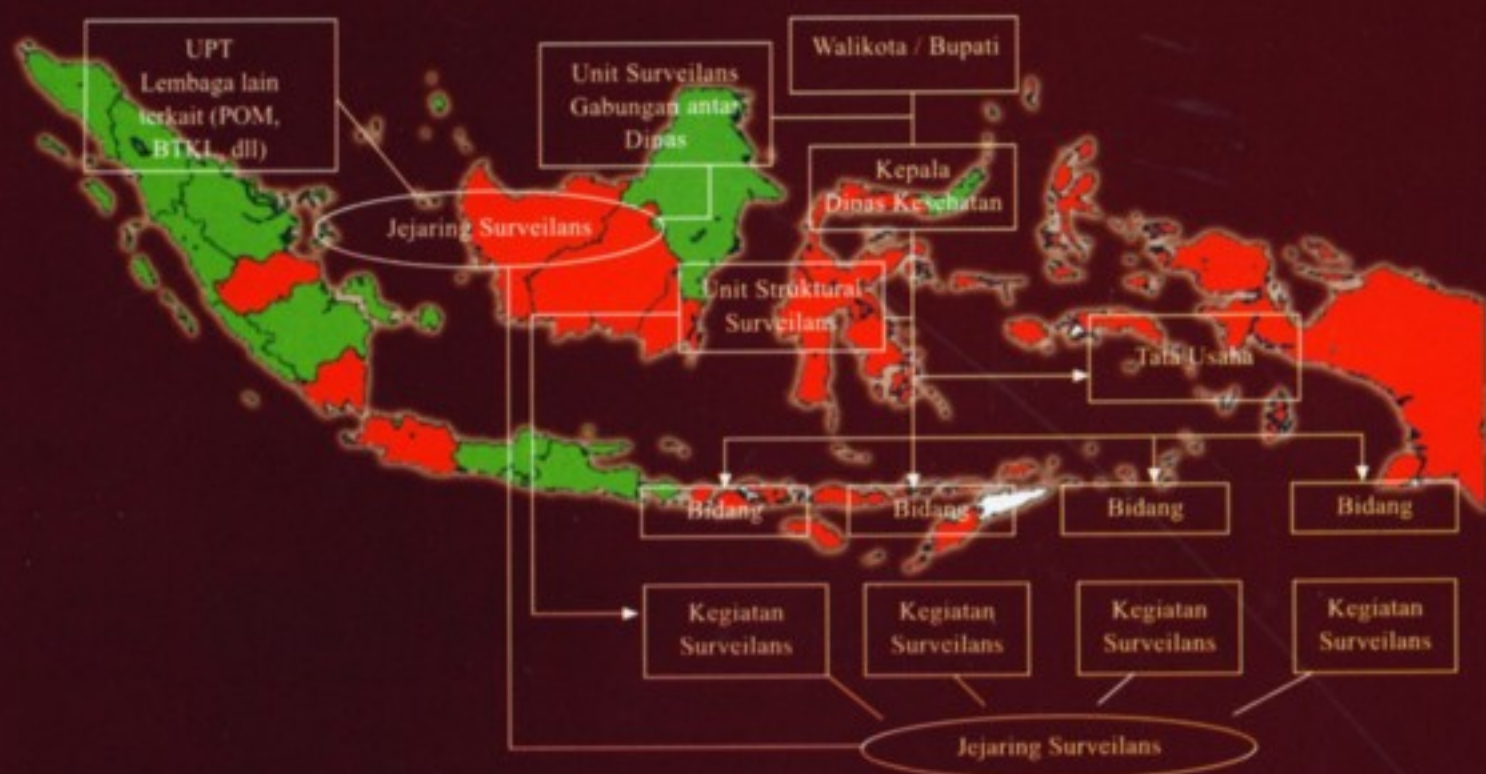 UPT
Lembaga lain
terkait (POM,
BTKL, dll)
Unit Surveilans
Gabungan antar
Dinas
Walikota / Bupati
Kepala
Dinas Kesehatan
Jejaring Surveilans
Unit Struktural
Surveilans
Tata Usaha
Bidang
Bidang
Bidang
Bidang
Kegiatan
Surveilans
Kegiatan
Surveilans
Kegiatan
Surveilans
Kegiatan
Surveilans
Jejaring Surveilans